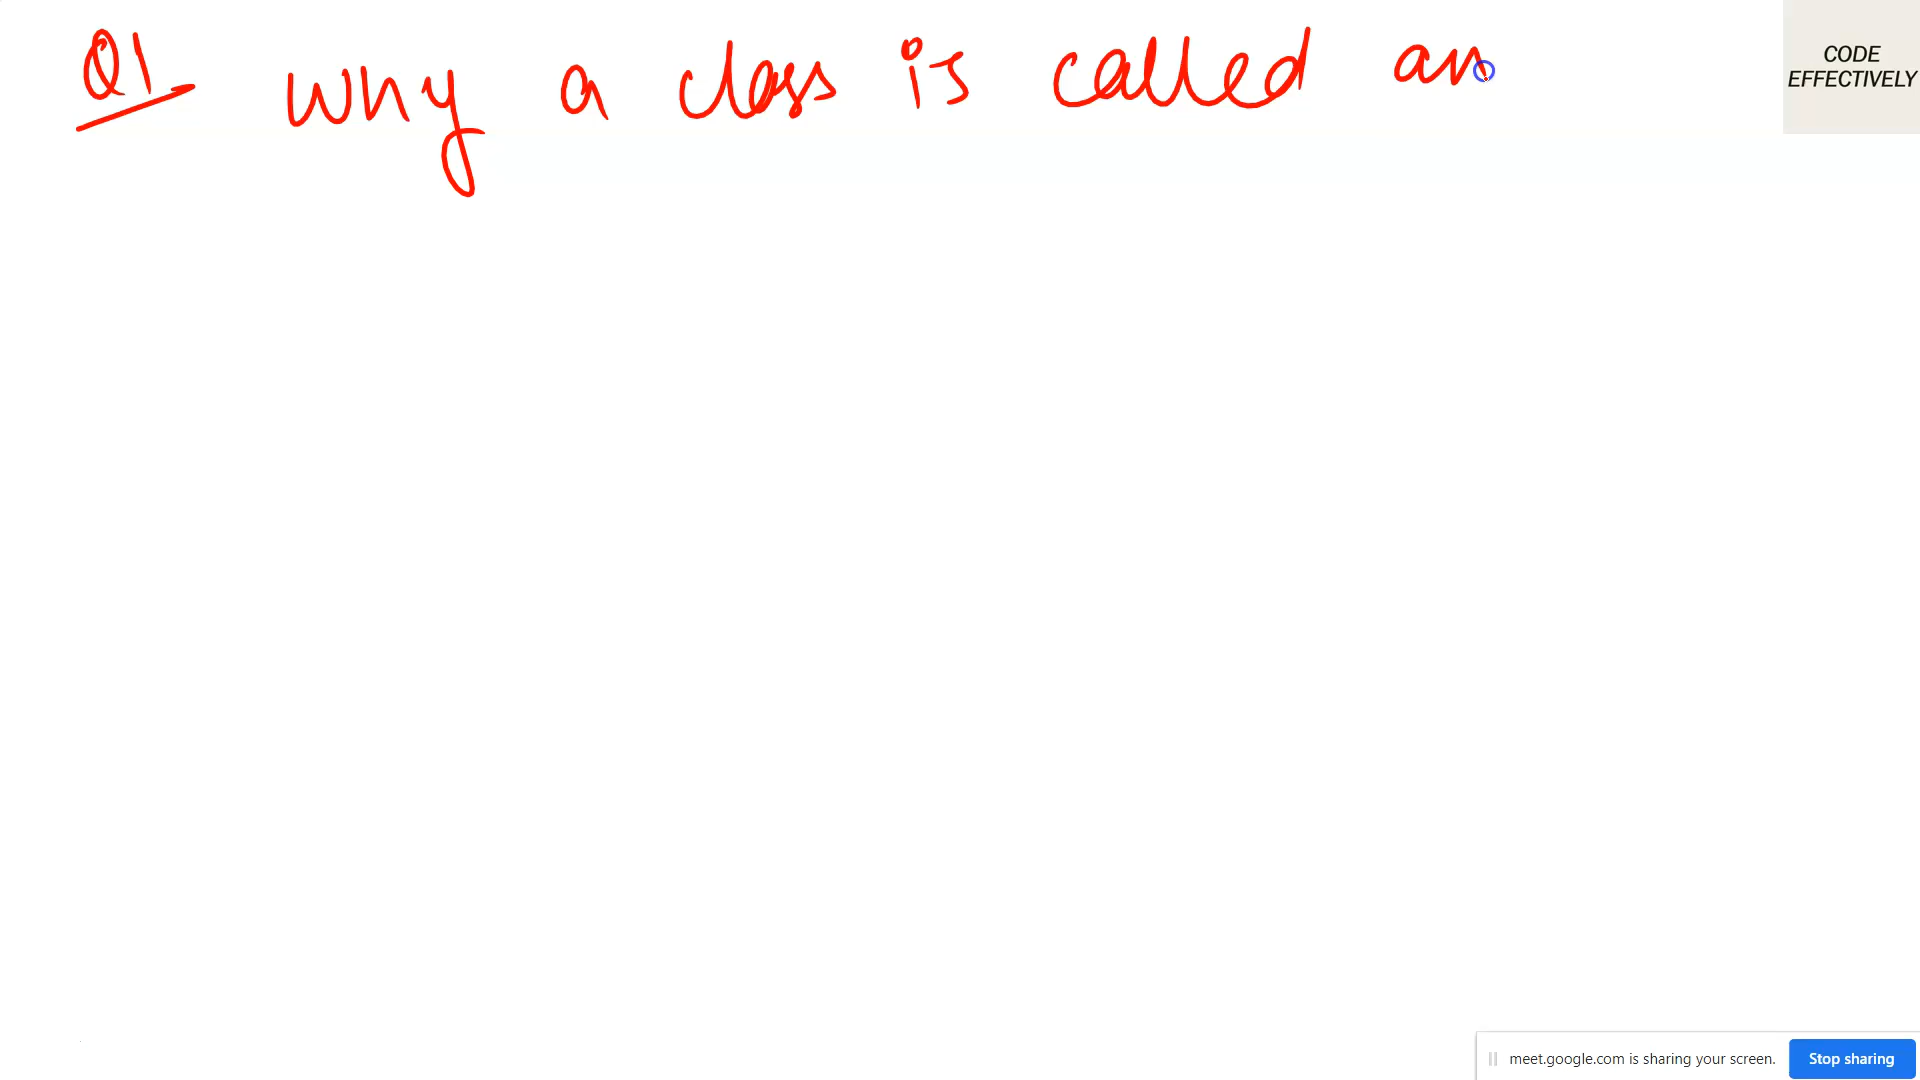 Q1 Why a class is called an
CODE
EFFECTIVELY
meet.google.com is sharing your screen. Stop sharing